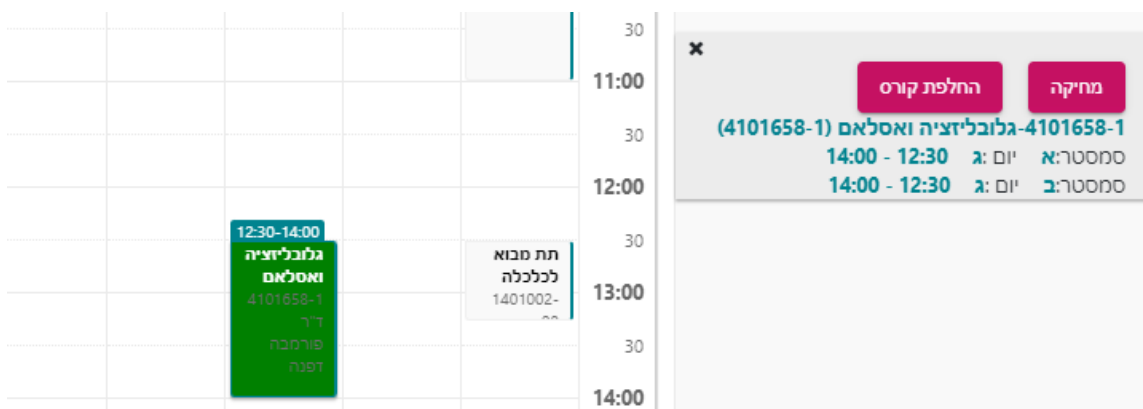 30
11:00
30
12:00
30
13:00
30
14:00
תת מבוא
לכלכלה
1401002-
12:30-14:00
גלובליזציה
ואסלאם
4101658-1
ד"ר
פורמבה
דפנה
מחיקה
החלפת קורס
4101658-1-גלובליזציה ואסלאם (4101658-1)
סמסטר:א יום :ג 12:30 - 14:00
סמסטר:ב יום :ג 12:30 - 14:00